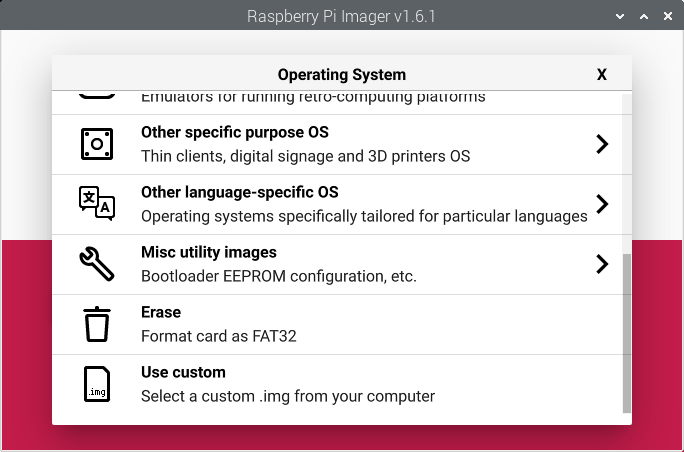 Raspberry Pi Imager v1.6.1
Operating System
X
Emulators for running retro-computing platforms
Other specific purpose OS
Thin clients, digital signage and 3D printers OS
文
A
Other language-specific OS
Operating systems specifically tailored for particular languages
Misc utility images
Bootloader EEPROM configuration, etc.
Erase
Format card as FAT32
.img
Use custom
Select a custom .img from your computer